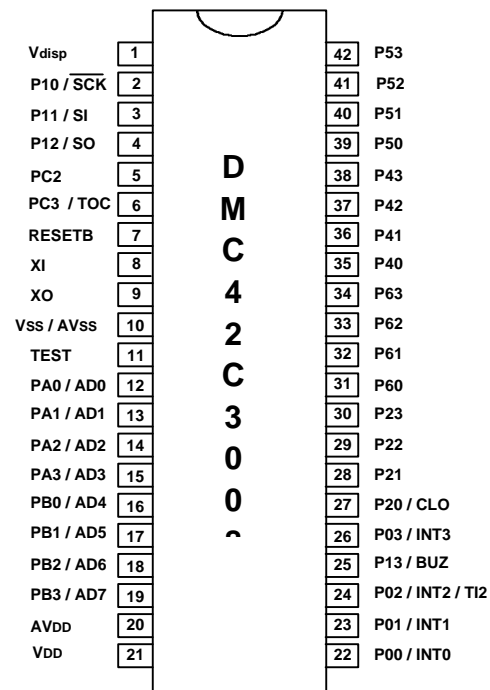 Vdisp 1 42 P53
P10 / SCK 2 41 P52
P11 / SI 3 40 P51
P12 / SO 4 39 P50
PC2 5 38 P43
PC3 / TOC 6 37 P42
RESETB 7 36 P41
XI 8 35 P40
XO 9 34 P63
VSS / AVSS 10 33 P62
TEST 11 32 P61
PA0 / AD0 12 31 P60
PA1 / AD1 13 30 P23
PA2 / AD2 14 29 P22
PA3 / AD3 15 28 P21
PB0 / AD4 16 27 P20 / CLO
PB1 / AD5 17 26 P03 / INT3
PB2 / AD6 18 25 P13 / BUZ
PB3 / AD7 19 24 P02 / INT2 / TI2
AVDD 20 23 P01 / INT1
VDD 21 22 P00 / INT0
DMC42C300